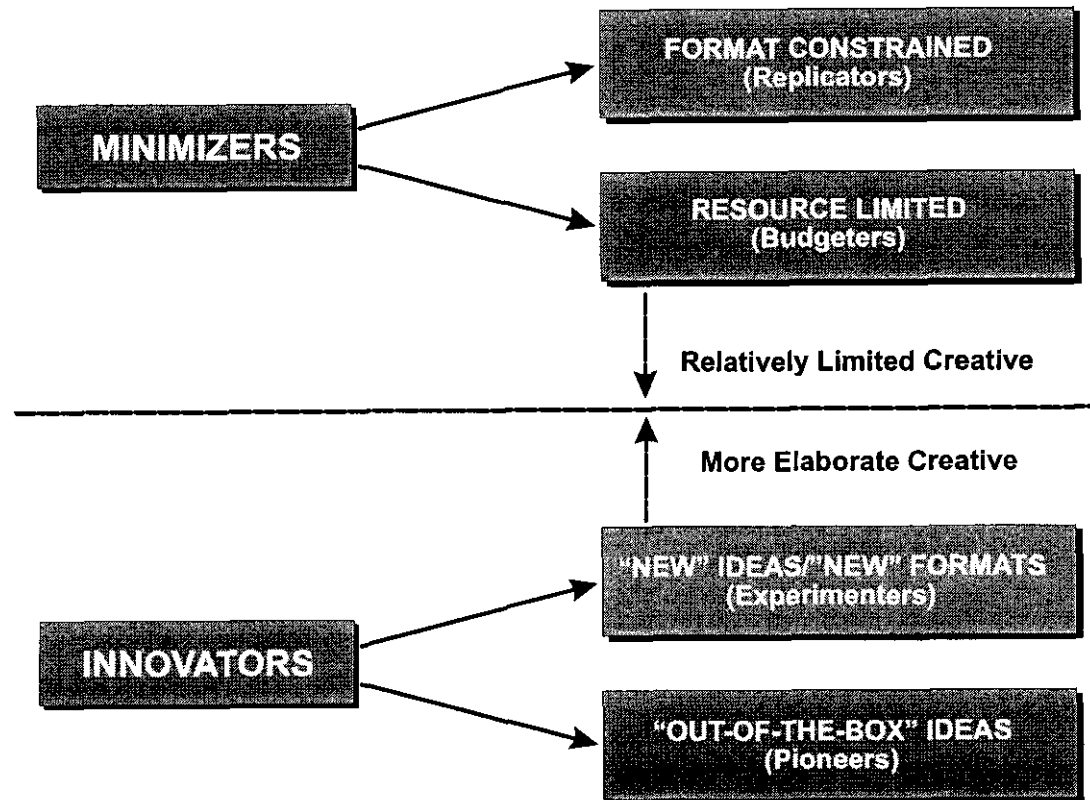 FORMAT CONSTRAINED
(Replicators)
MINIMIZERS
RESOURCE LIMITED
(Budgeters)
Relatively Limited Creative
More Elaborate Creative
“NEW” IDEAS/”NEW” FORMATS
(Experimenters)
INNOVATORS
“OUT-OF-THE-BOX” IDEAS
(Pioneers)